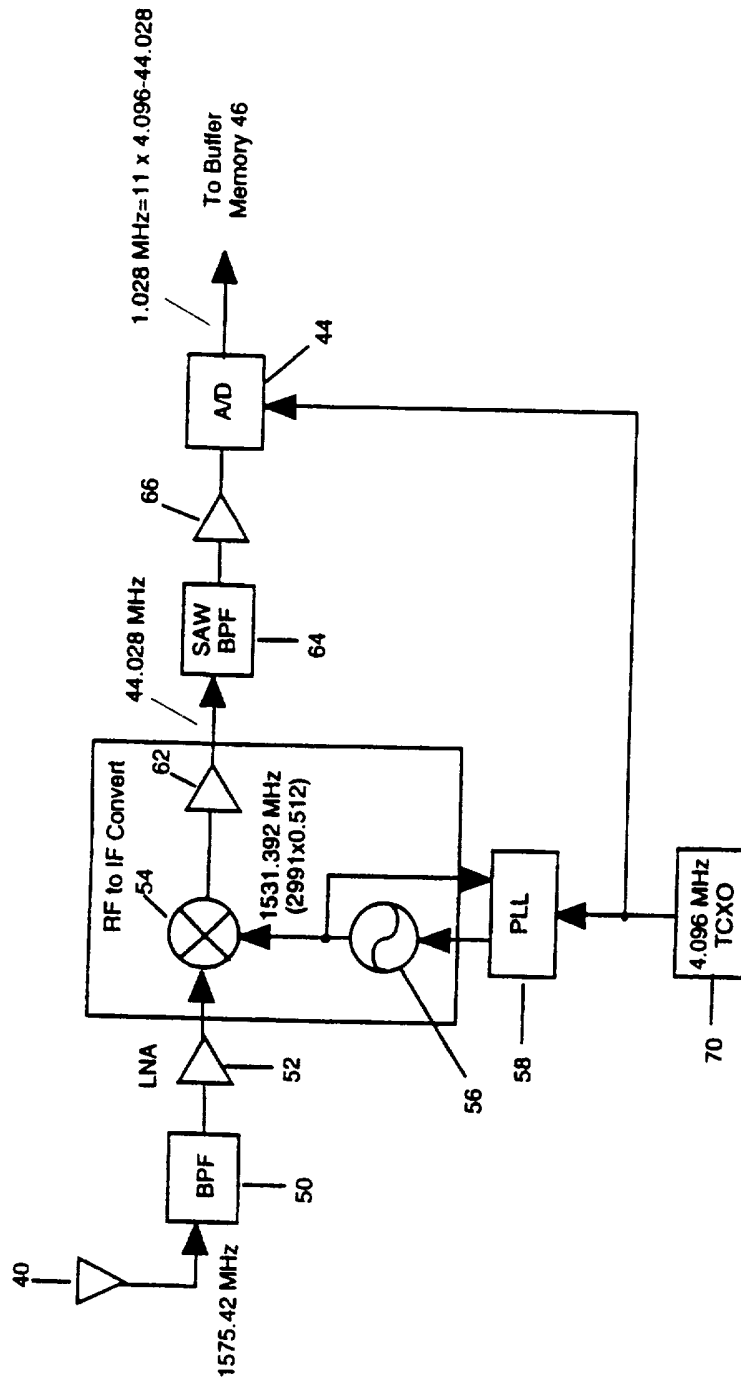 40
1575.42 MHz
BPF
50
LNA
52
RF to IF Convert
54
62
1531.392 MHz
(2991x0.512)
56
PLL
58
4.096 MHz
TCXO
70
44.028 MHz
SAW
BPF
64
66
A/D
44
1.028 MHz=11 x 4.096-44.028
To Buffer
Memory 46